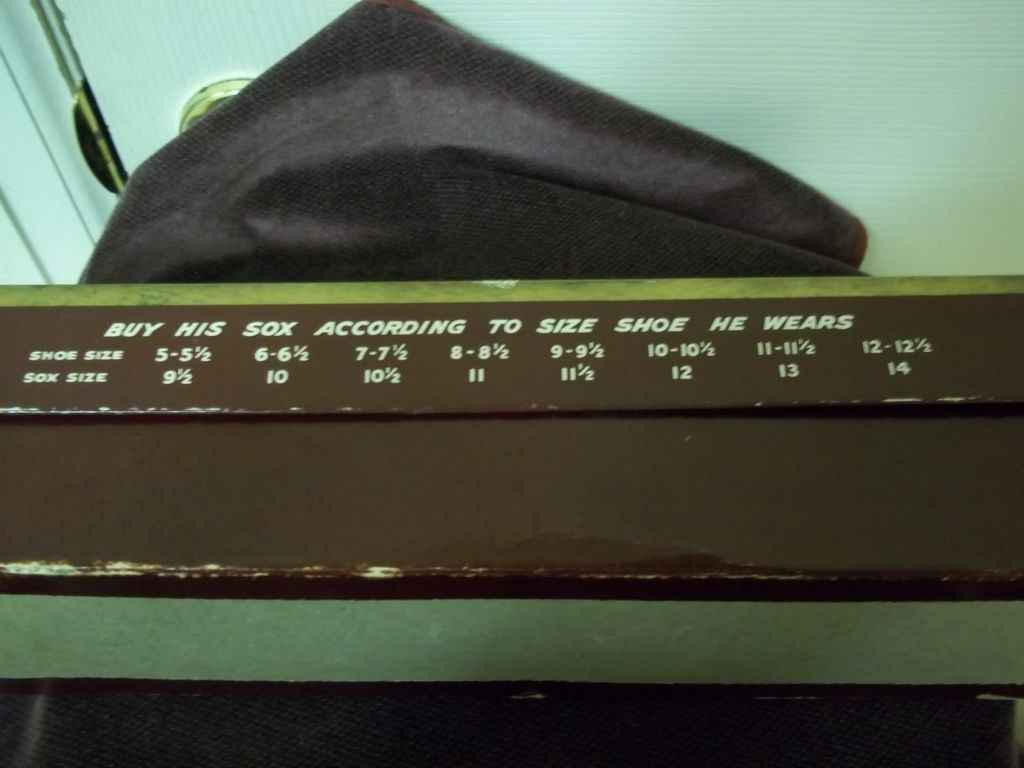 BUY HIS SOX ACCORDING TO SIZE SHOE HE WEARS
SHOE SIZE 5-5½ 6-6½ 7-7½ 8-8½ 9-9½ 10-10½ 11-11½ 12-12½
SOX SIZE 9½ 10 10½ 11 11½ 12 13 14